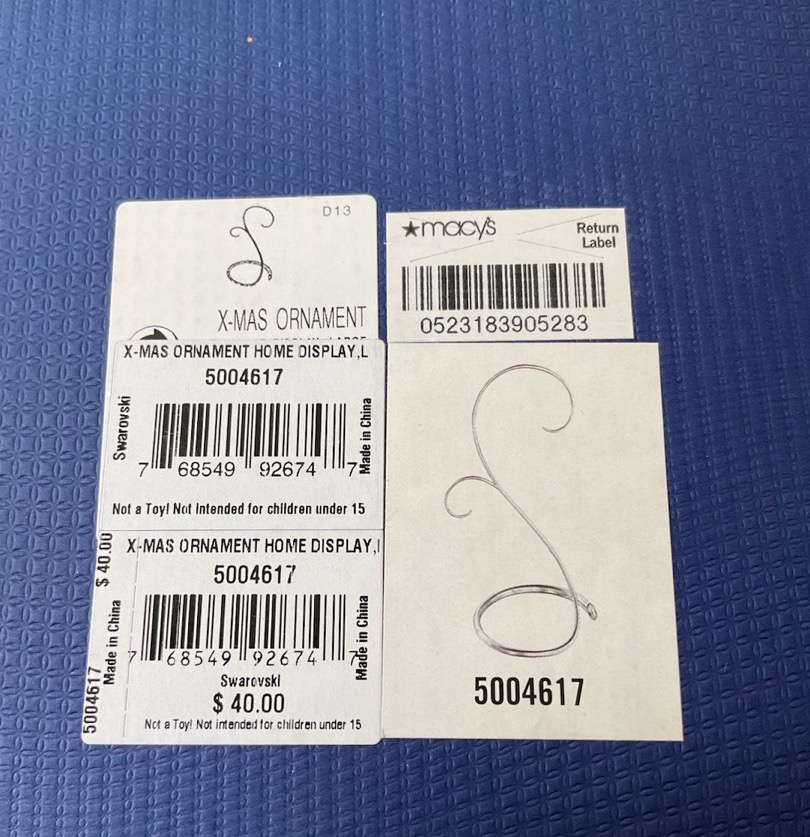 D13
X-MAS ORNAMENT
X-MAS ORNAMENT HOME DISPLAY,L
5004617
Swarovski
Made in China
7 68549 92674 7
Not a Toy! Not Intended for children under 15
X-MAS ORNAMENT HOME DISPLAY,
5004617
$ 40.00
Made in China
5004617
Made in China
7 68549 92674 7
Swarovski
$ 40.00
Not a Toy! Not intended for children under 15
macy's
Return
Label
0523183905283
5004617